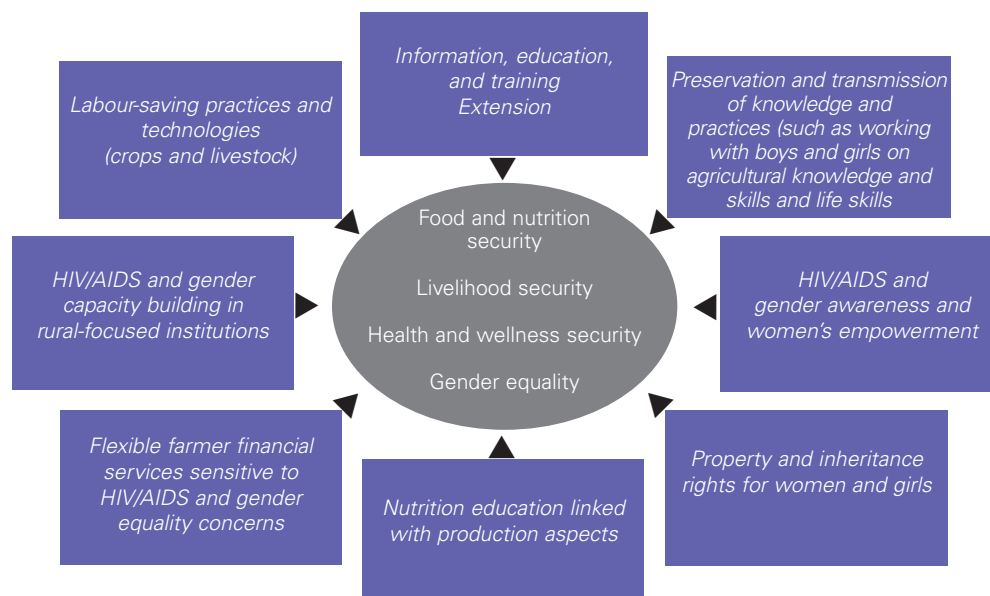 Information, education,
and training
Extension
Labour-saving practices and
technologies
(crops and livestock)
Preservation and transmission
of knowledge and
practices (such as working
with boys and girls on
agricultural knowledge and
skills and life skills
Food and nutrition
security
Livelihood security
Health and wellness security
Gender equality
HIV/AIDS and gender
capacity building in
rural-focused institutions
HIV/AIDS and
gender awareness and
women’s empowerment
Flexible farmer financial
services sensitive to
HIV/AIDS and gender
equality concerns
Nutrition education linked
with production aspects
Property and inheritance
rights for women and girls